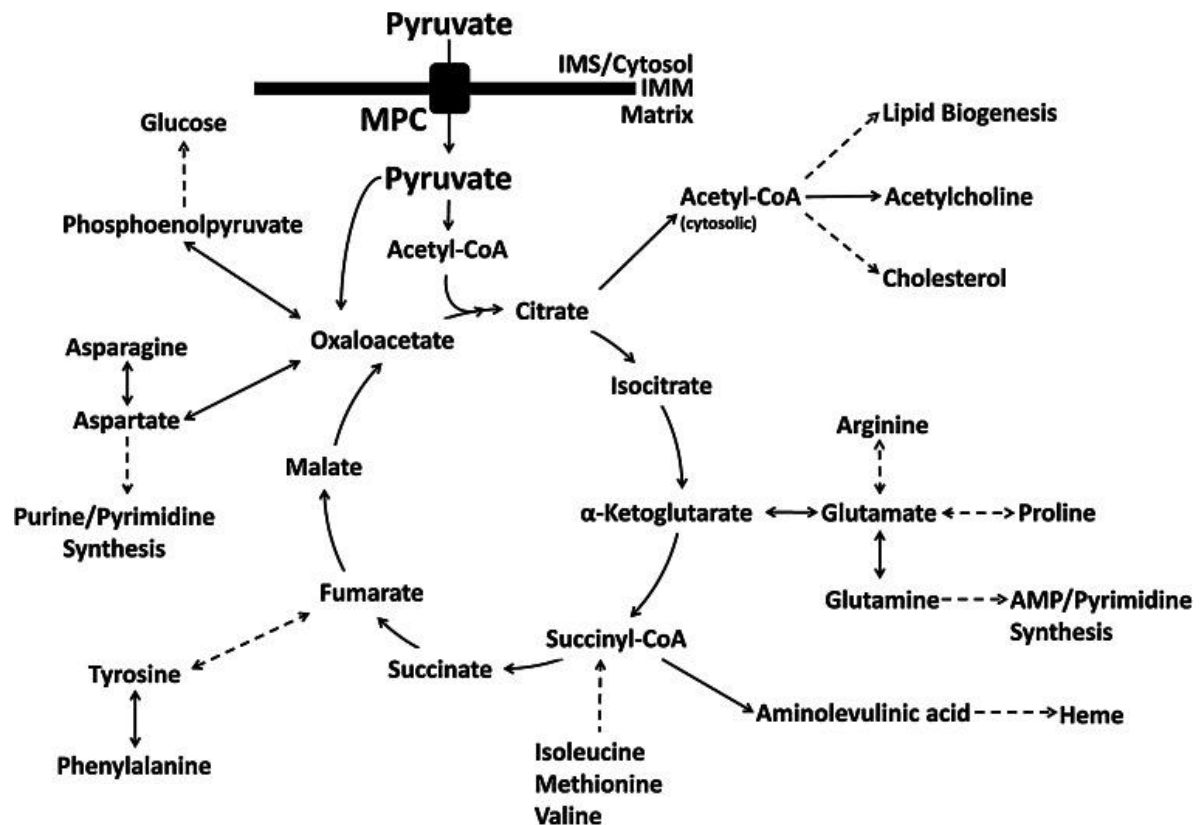 Pyruvate
IMS/Cytosol
IMM
Matrix
MPC
Glucose
Lipid Biogenesis
Pyruvate
Acetyl-CoA
(cytosolic)
Acetylcholine
Phosphoenolpyruvate
Acetyl-CoA
Cholesterol
Citrate
Oxaloacetate
Asparagine
Isocitrate
Aspartate
Arginine
Malate
Purine/Pyrimidine
Synthesis
α-Ketoglutarate
Glutamate
Proline
Fumarate
Glutamine
AMP/Pyrimidine
Synthesis
Succinyl-CoA
Succinate
Tyrosine
Aminolevulinic acid
Heme
Phenylalanine
Isoleucine
Methionine
Valine